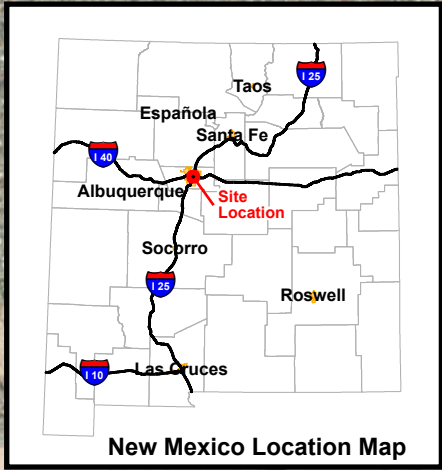 I 25
Taos
Española
Santa Fe
I 40
Albuquerque
Site
Location
Socorro
I 25
Roswell
I 10
Las Cruces
New Mexico Location Map